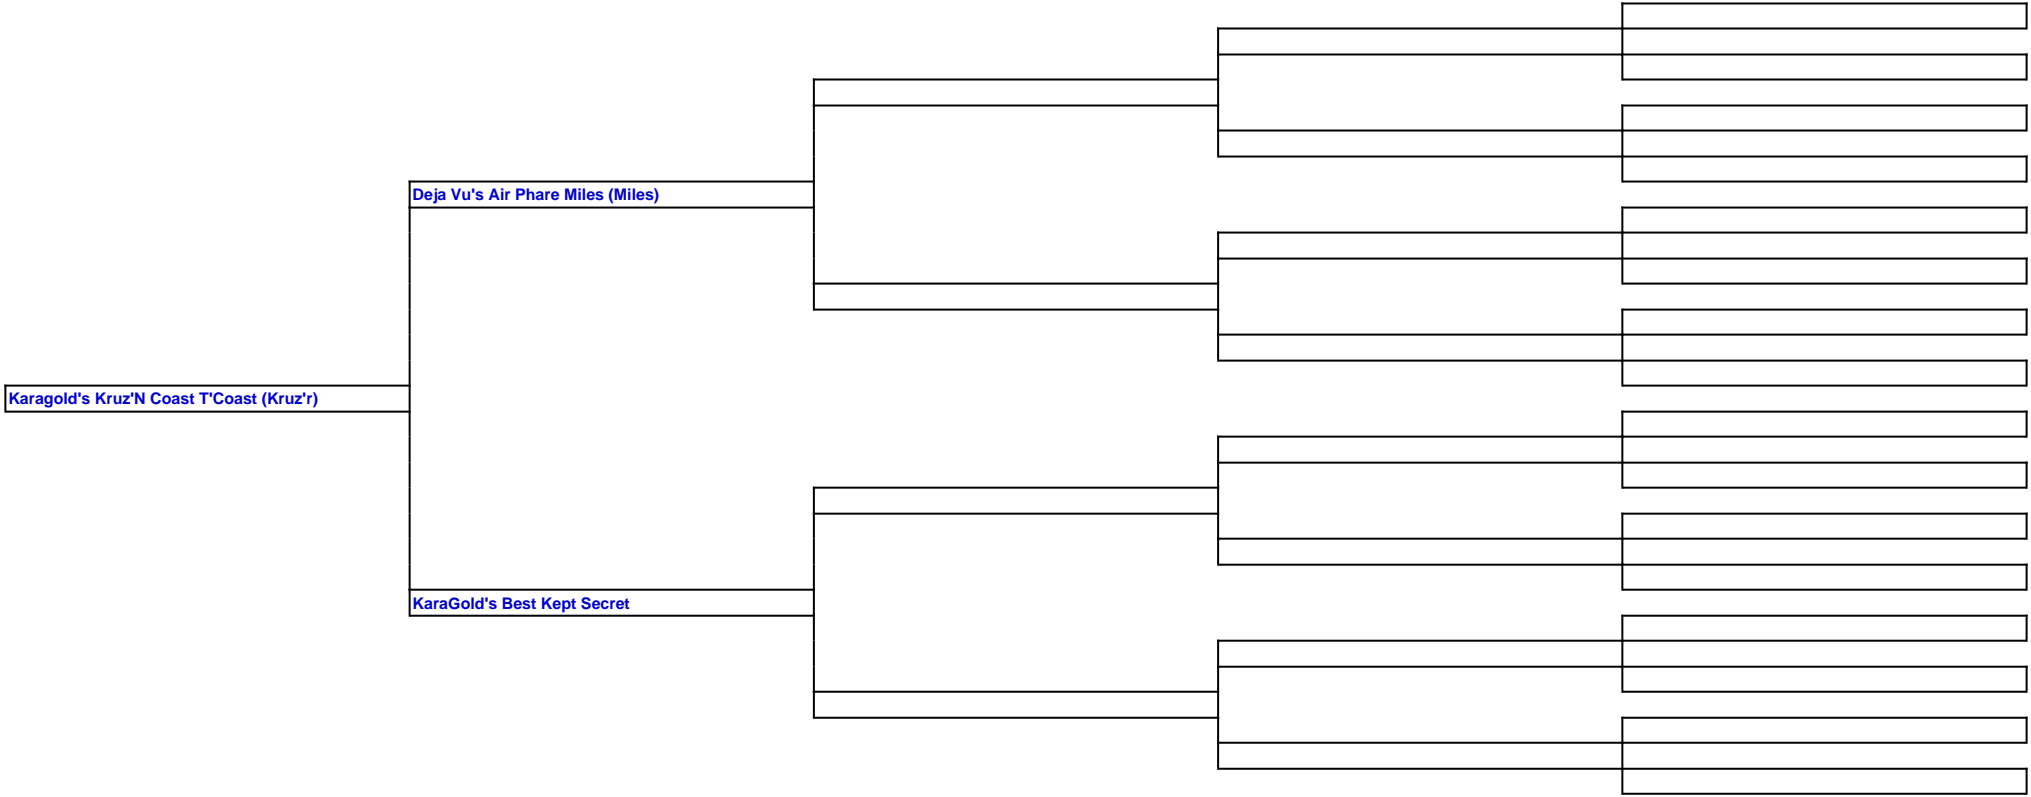 Deja Vu's Air Phare Miles (Miles)
Karagold's Kruz'N Coast T'Coast (Kruz'r)
KaraGold's Best Kept Secret